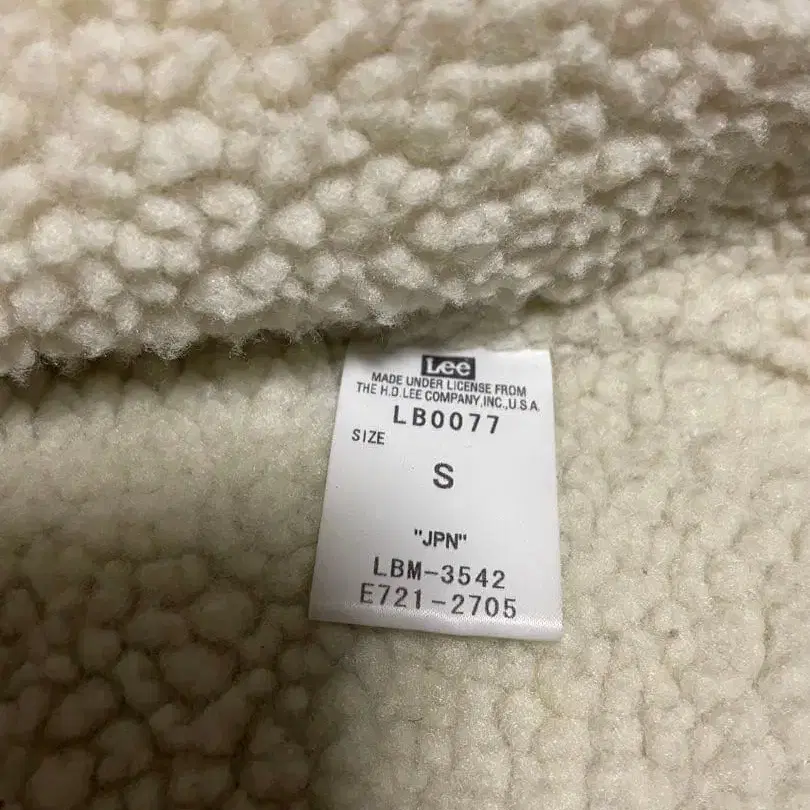 Lee
MADE UNDER LICENSE FROM
THE H.D.LEE COMPANY,INC.,U.S.A.
LB0077
SIZE
S
"JPN"
LBM-3542
E721-2705